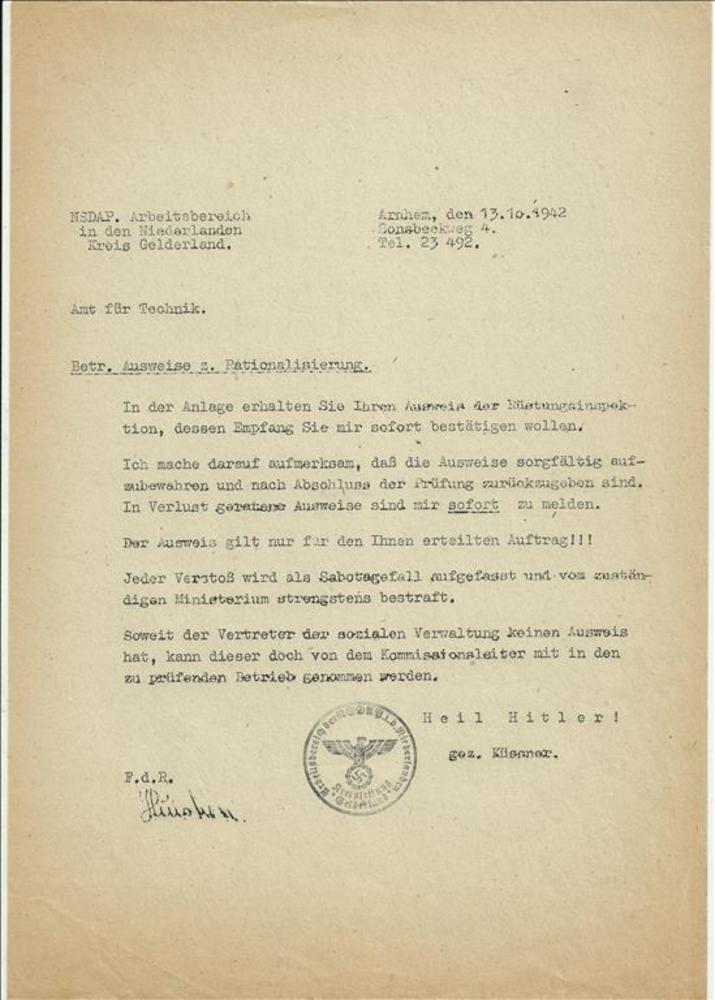 NSDAP. Arbeitsbereich
in den Niederlanden
Kreis Gelderland.
Arnhem, den 13.10.1942
Sonsbeekweg 4.
Tel. 23 492.
Amt für Technik.
Betr. Ausweise z. Rationalisierung.
In der Anlage erhalten Sie Ihren Ausweis der Rüstungsinspek-
tion, dessen Empfang Sie mir sofort bestätigen wollen.
Ich mache darauf aufmerksam, daß die Ausweise sorgfältig auf-
zubewahren und nach Abschluss der Prüfung zurückzugeben sind.
In Verlust geratene Ausweise sind mir sofort zu melden.
Der Ausweis gilt nur für den Ihnen erteilten Auftrag!!!
Jeder Verstoß wird als Sabotagefall aufgefasst und vom zustän-
digen Ministerium strengstens bestraft.
Soweit der Vertreter der sozialen Verwaltung keinen Ausweis
hat, kann dieser doch von dem Kommissionsleiter mit in den
zu prüfenden Betrieb genommen werden.
Heil Hitler!
gez. Küssner.
Arbeitsbereich der NSDAP. i. d. Niederlanden
Kreisleitung
Gelderland
F.d.R.